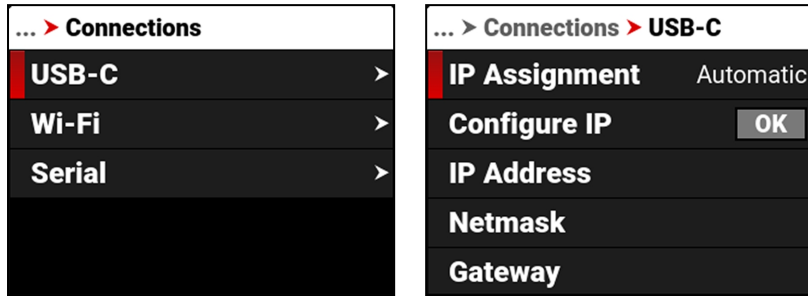 ... > Connections
USB-C >
Wi-Fi >
Serial >
... > Connections > USB-C
IP Assignment Automatic
Configure IP OK
IP Address
Netmask
Gateway